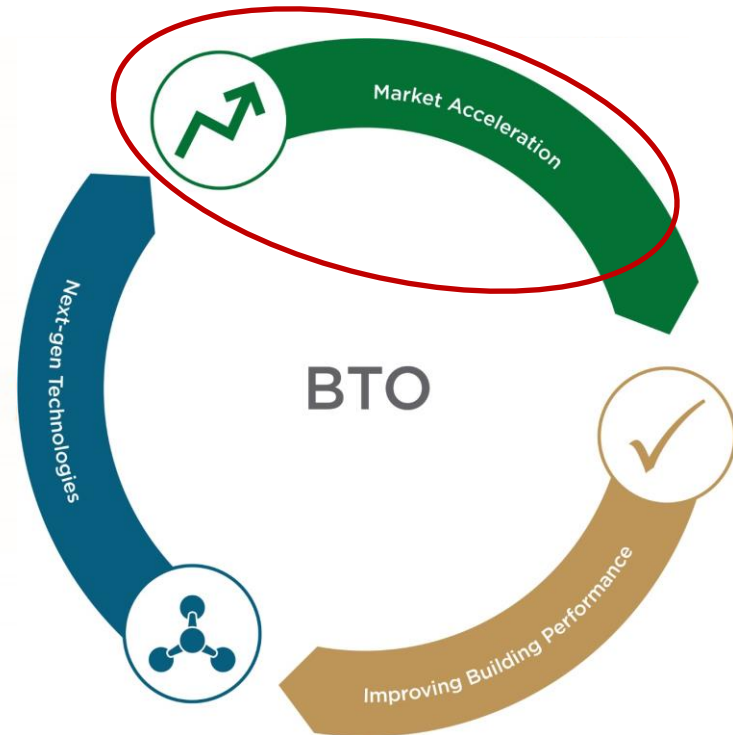 Market Acceleration
Next-gen Technologies
BTO
Improving Building Performance